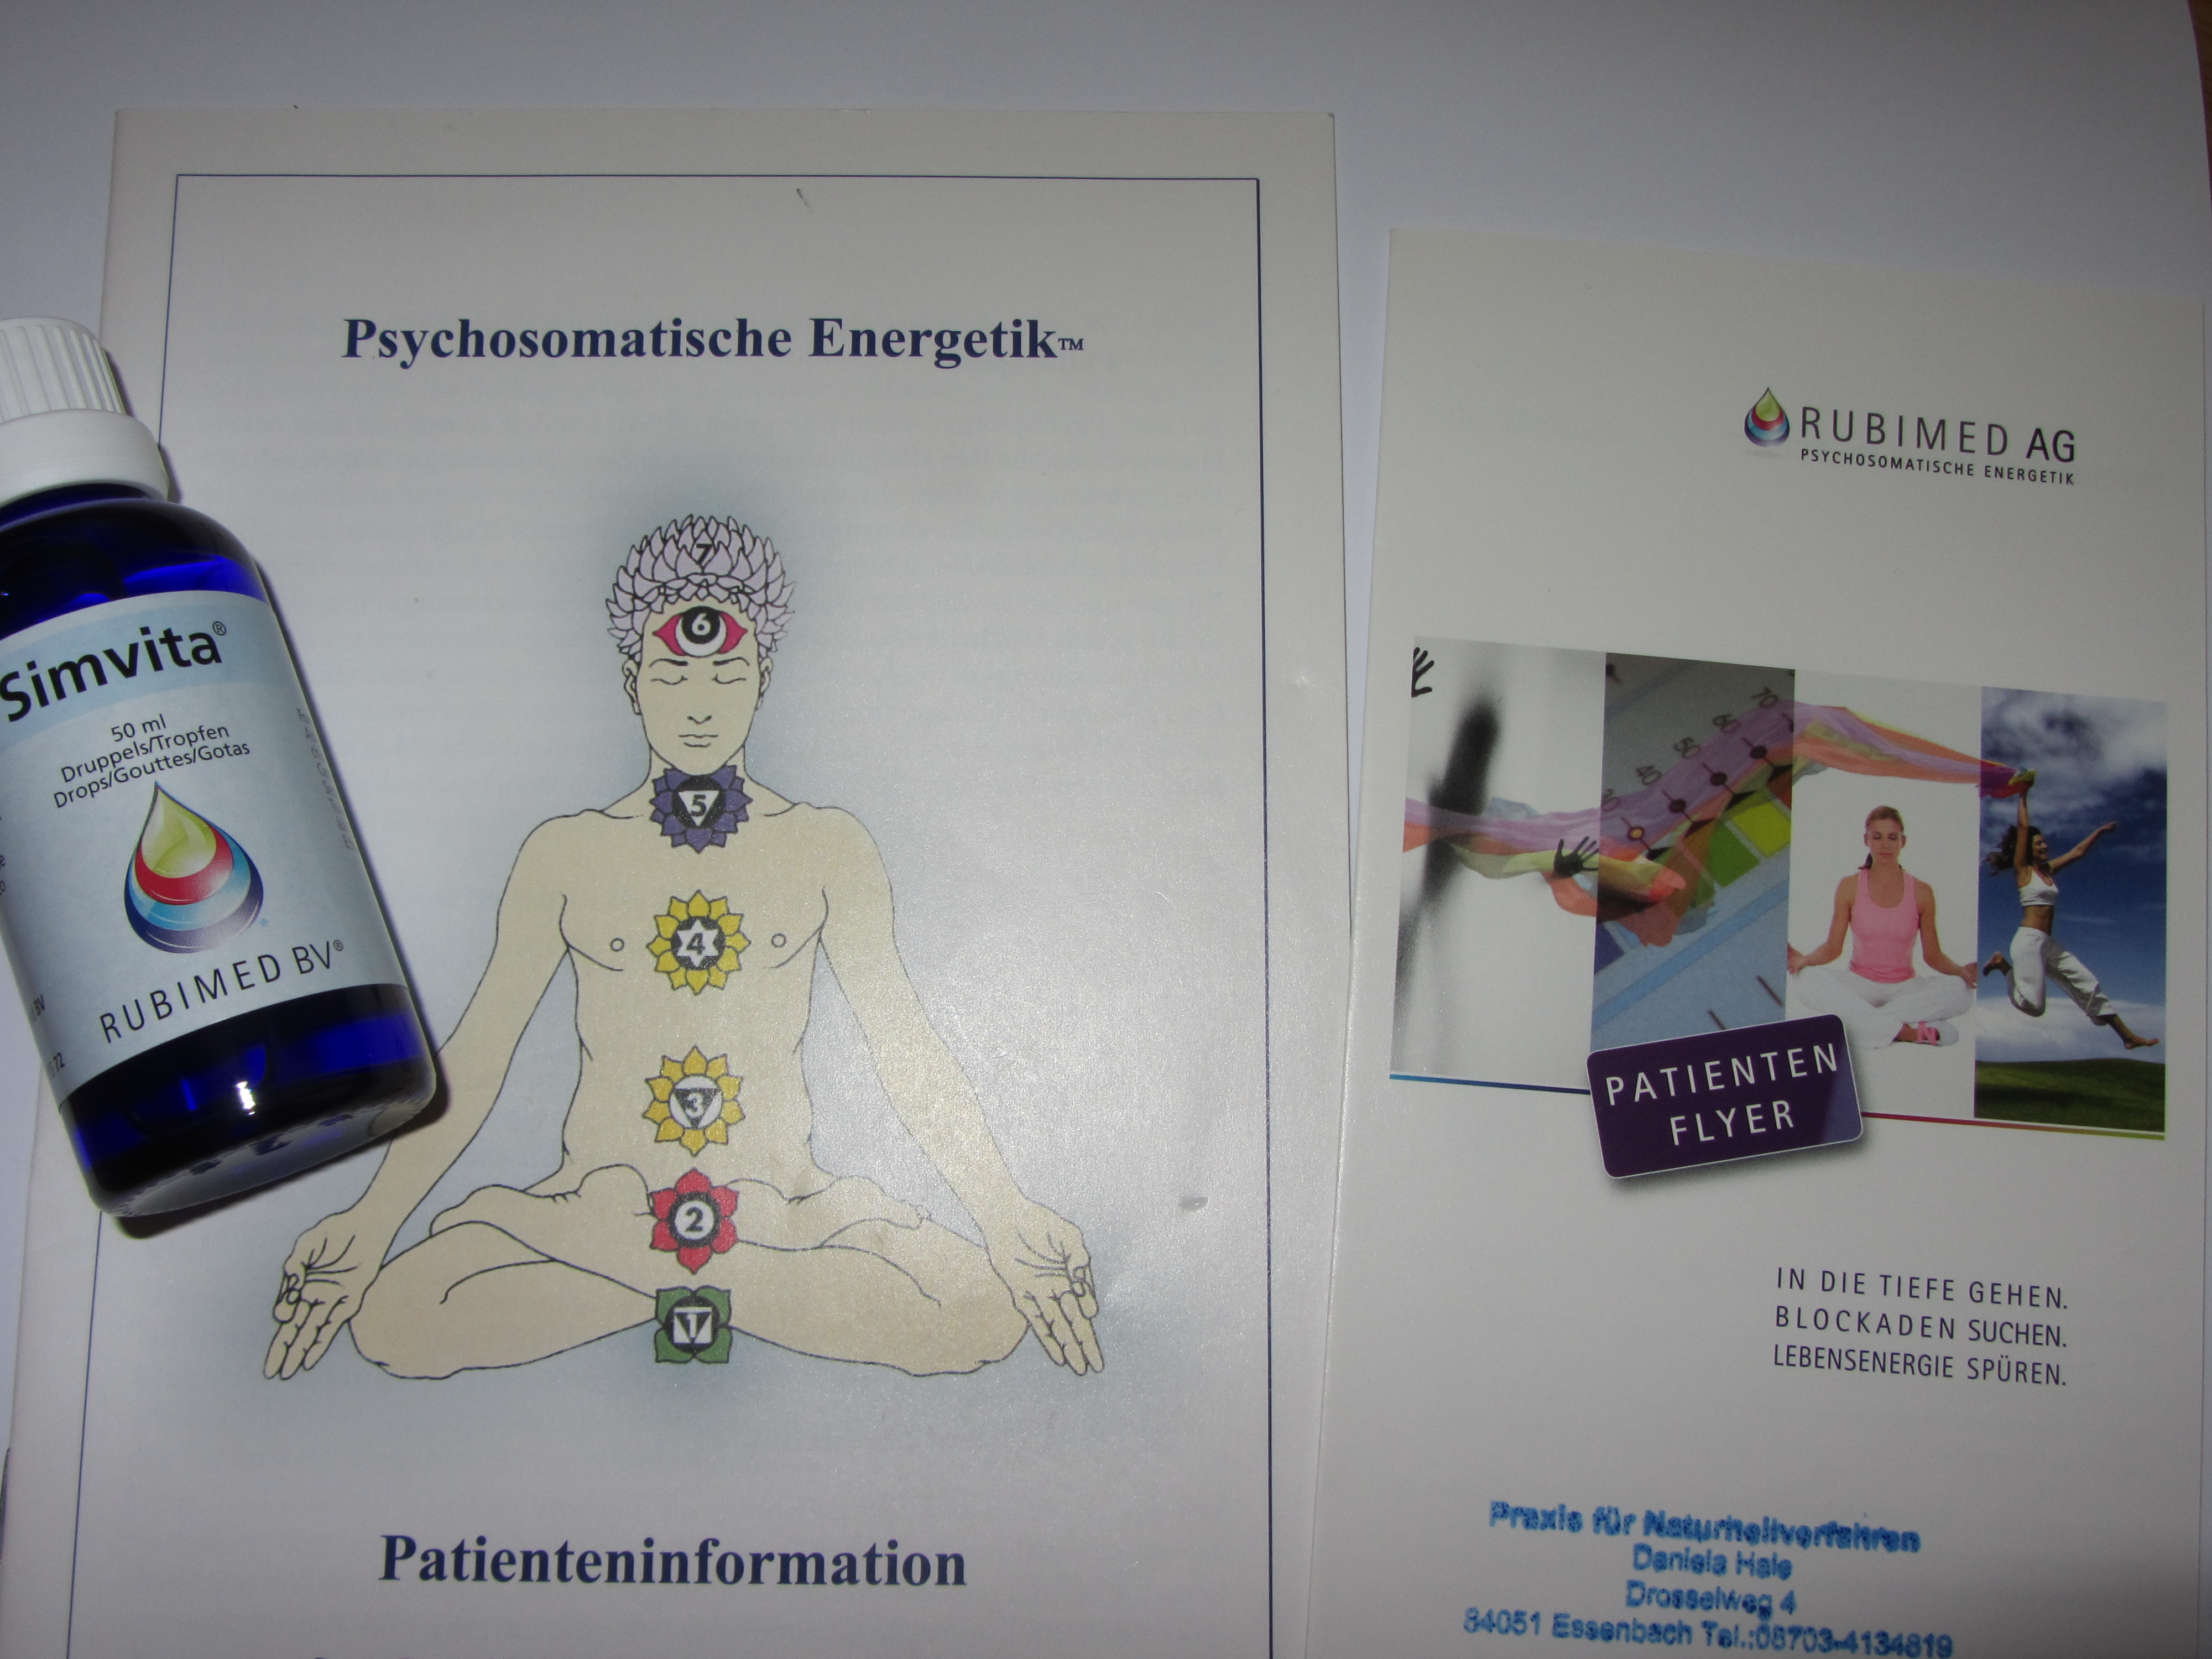 Psychosomatische Energetik™
7
6
5
4
3
2
1
Patienteninformation
Simvita®
50 ml
Druppels/Tropfen
Drops/Gouttes/Gotas
RUBIMED BV®
BV
72
RUBIMED AG
PSYCHOSOMATISCHE ENERGETIK
70
60
50
40
30
PATIENTEN
FLYER
IN DIE TIEFE GEHEN.
BLOCKADEN SUCHEN.
LEBENSENERGIE SPÜREN.
Praxis für Naturheilverfahren
Daniela Hale
Drosselweg 4
84051 Essenbach Tel.:08703-4134819